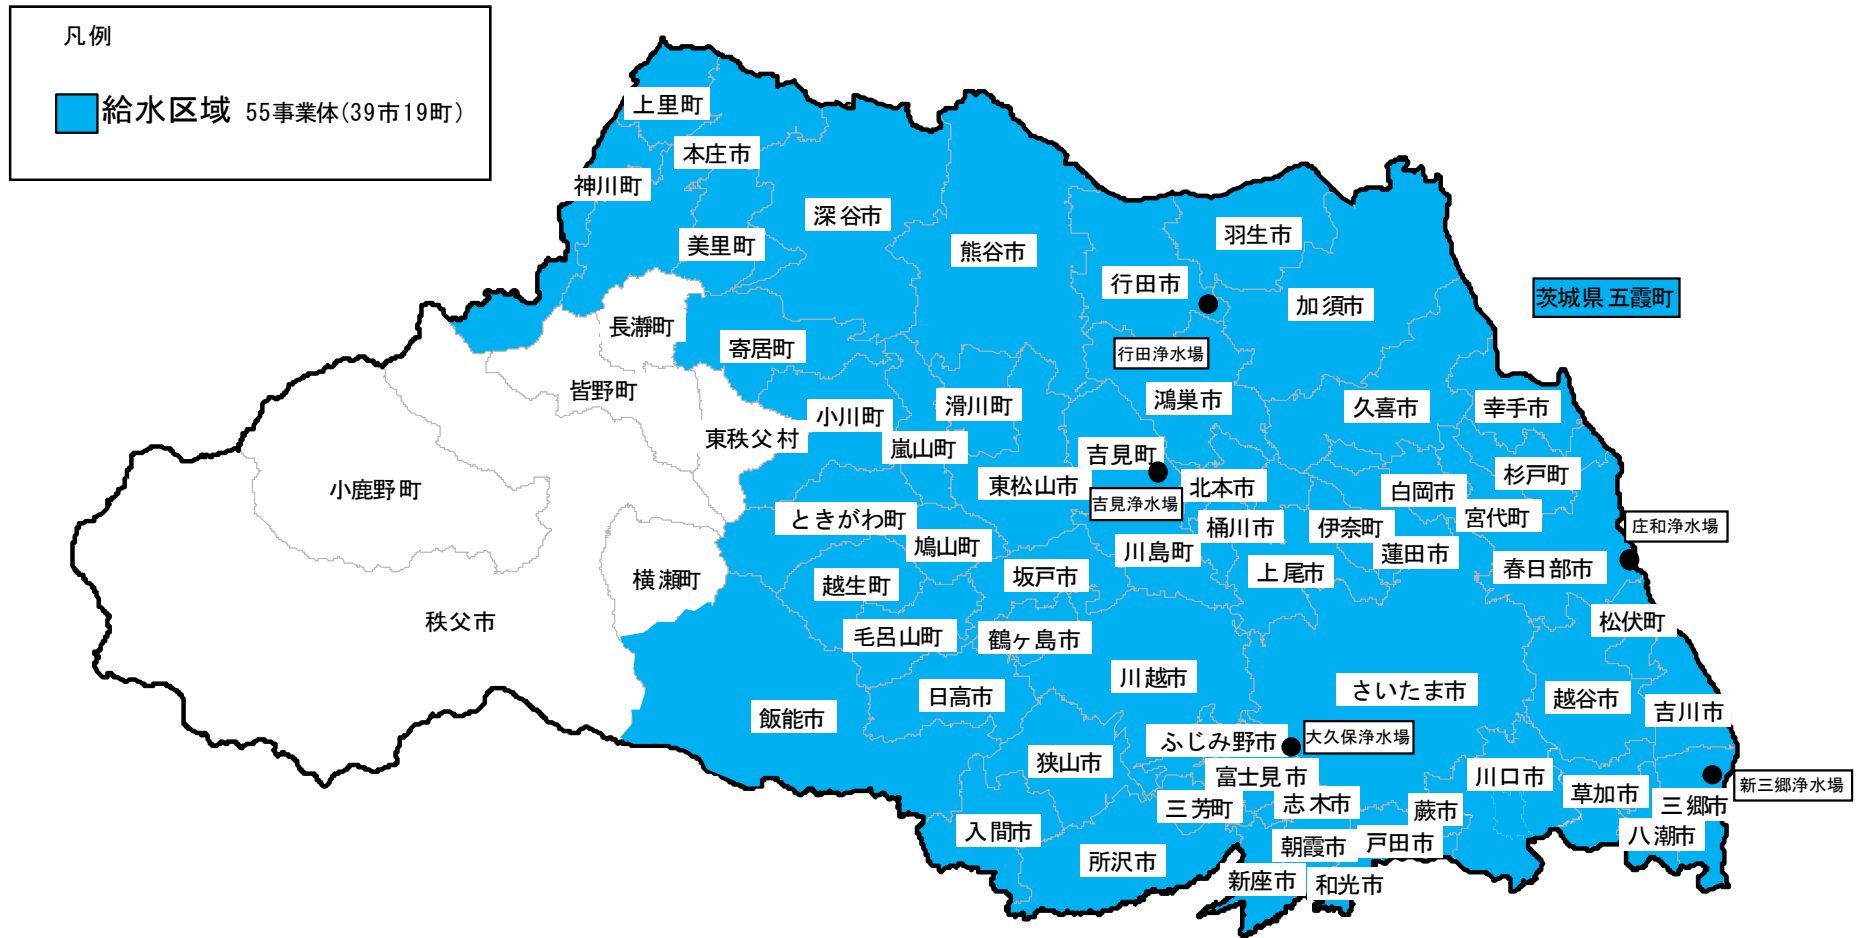 凡例
給水区域 55事業体(39市19町)
上里町
本庄市
神川町
深谷市
美里町
熊谷市
羽生市
行田市
加須市
茨城県五霞町
長瀞町
寄居町
行田浄水場
皆野町
小川町
滑川町
鴻巣市
久喜市
幸手市
東秩父村
嵐山町
吉見町
小鹿野町
東松山市
北本市
白岡市
杉戸町
吉見浄水場
ときがわ町
桶川市
伊奈町
宮代町
庄和浄水場
鳩山町
川島町
蓮田市
横瀬町
越生町
坂戸市
上尾市
春日部市
秩父市
毛呂山町
鶴ヶ島市
松伏町
川越市
さいたま市
日高市
越谷市
飯能市
吉川市
ふじみ野市
大久保浄水場
狭山市
富士見市
川口市
新三郷浄水場
三芳町
志木市
蕨市
草加市
三郷市
入間市
所沢市
朝霞市
戸田市
八潮市
新座市
和光市